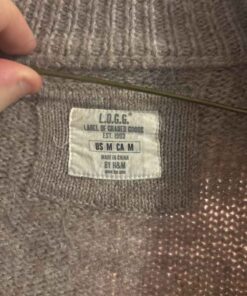 L.O.G.G.®
LABEL OF GRADED GOODS
EST. 1993
US M CA M
MADE IN CHINA
BY H&M